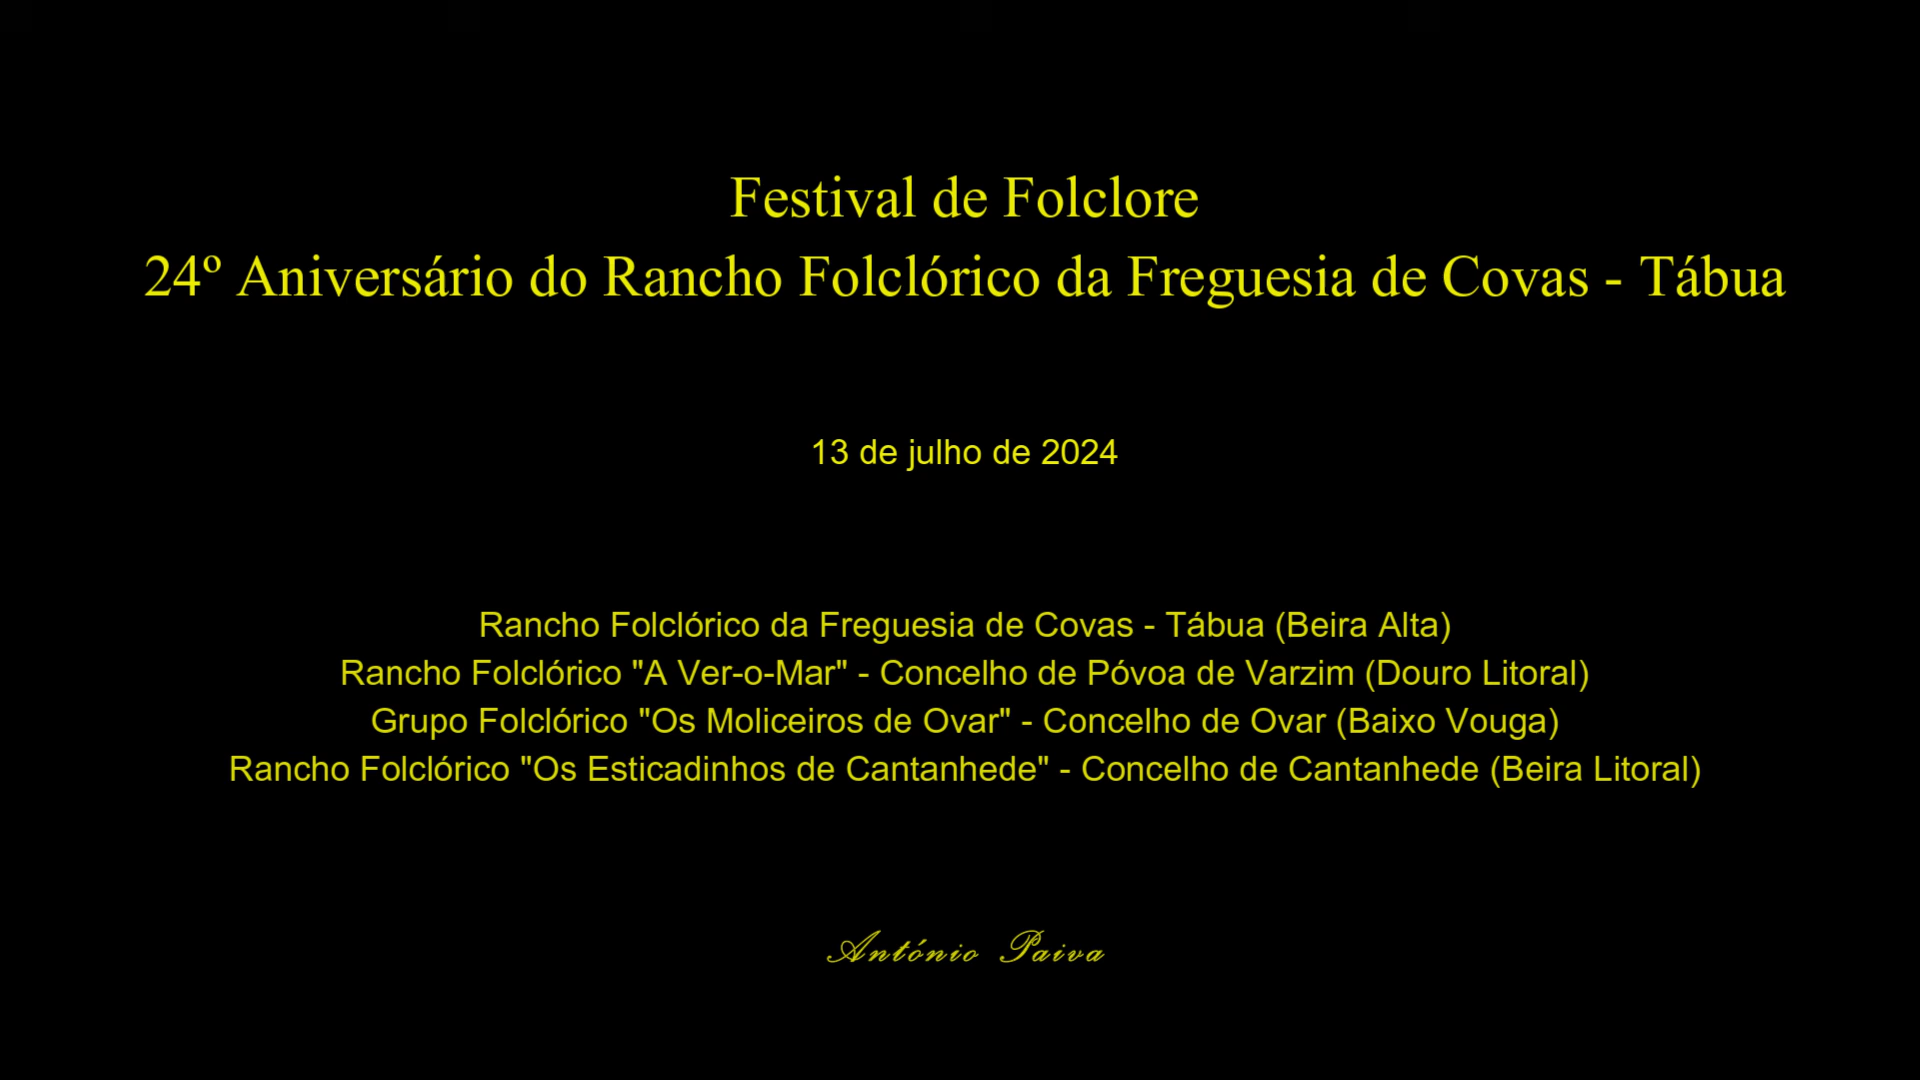 Festival de Folclore
24º Aniversário do Rancho Folclórico da Freguesia de Covas - Tábua
13 de julho de 2024
Rancho Folclórico da Freguesia de Covas - Tábua (Beira Alta)
Rancho Folclórico "A Ver-o-Mar" - Concelho de Póvoa de Varzim (Douro Litoral)
Grupo Folclórico "Os Moliceiros de Ovar" - Concelho de Ovar (Baixo Vouga)
Rancho Folclórico "Os Esticadinhos de Cantanhede" - Concelho de Cantanhede (Beira Litoral)
António Paiva